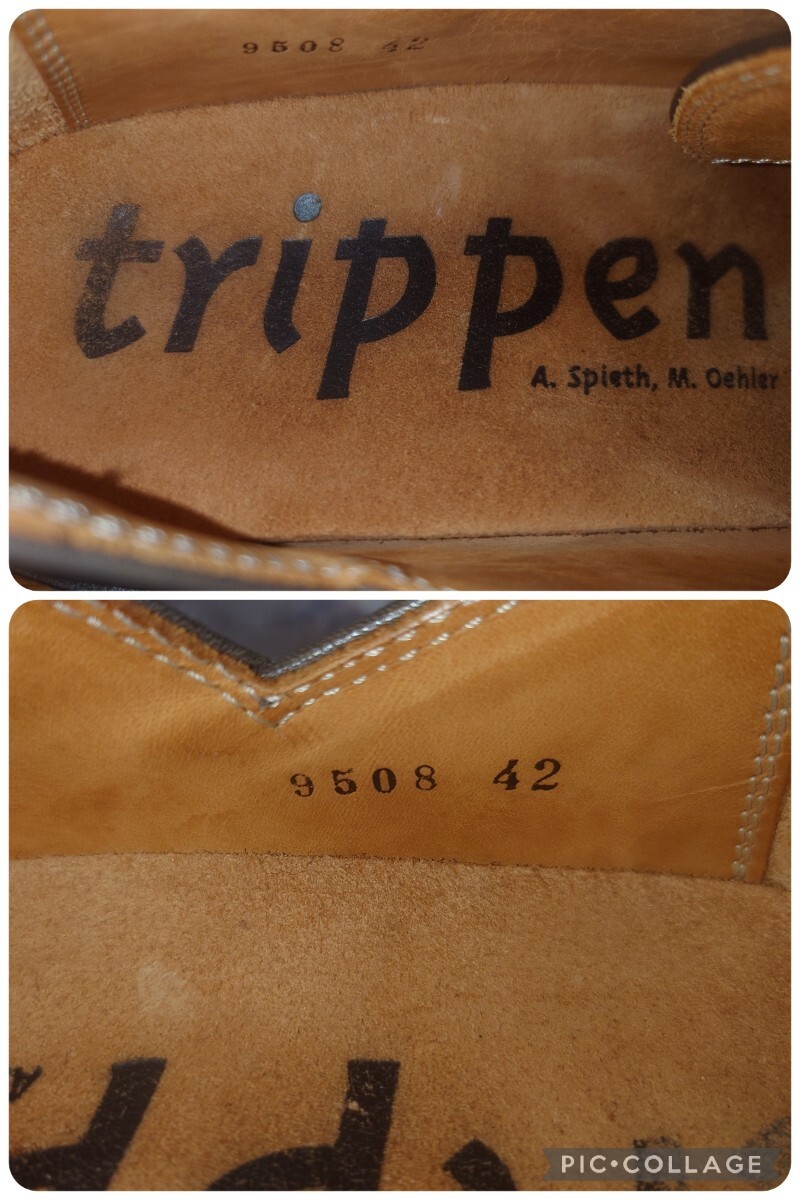 9508 42
trippen
A. Spieth, M. Oehler
9508 42
PIC•COLLAGE